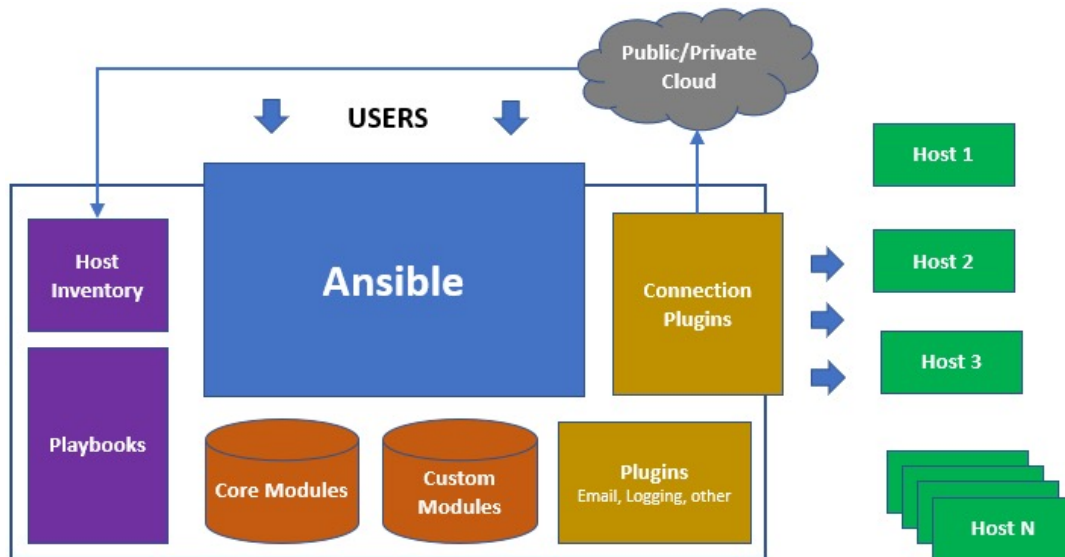 Public/Private
Cloud
USERS
Host 1
Host
Inventory
Ansible
Connection
Plugins
Host 2
Host 3
Playbooks
Core Modules
Custom
Modules
Plugins
Email, Logging, other
Host N